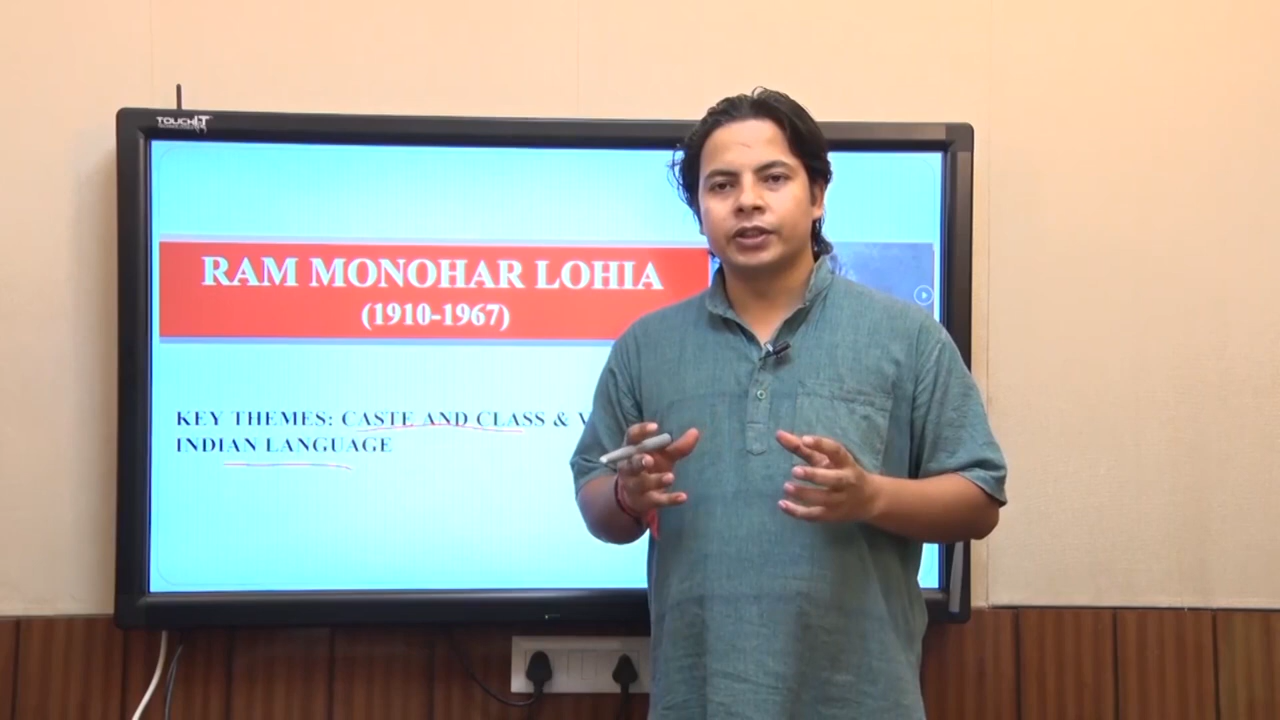 TOUCHIT
RAM MONOHAR LOHIA
(1910-1967)
KEY THEMES: CASTE AND CLASS &
INDIAN LANGUAGE